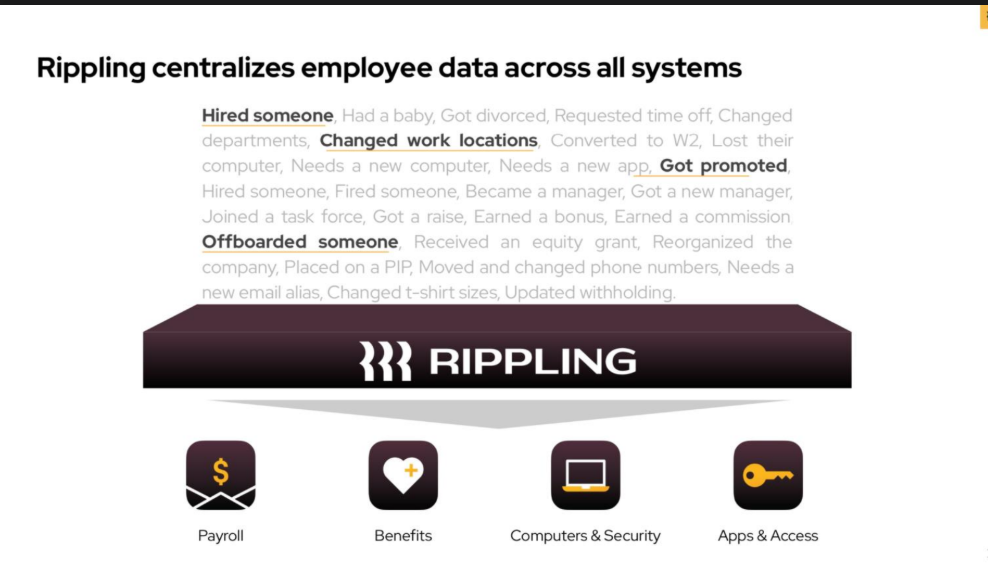 Rippling centralizes employee data across all systems
Hired someone, Had a baby, Got divorced, Requested time off, Changed
departments, Changed work locations, Converted to W2, Lost their
computer, Needs a new computer, Needs a new app, Got promoted,
Hired someone, Fired someone, Became a manager, Got a new manager,
Joined a task force, Got a raise, Earned a bonus, Earned a commission.
Offboarded someone, Received an equity grant, Reorganized the
company, Placed on a PIP, Moved and changed phone numbers, Needs a
new email alias, Changed t-shirt sizes, Updated withholding.
RIPPLING
$
Payroll
Benefits
Computers & Security
Apps & Access